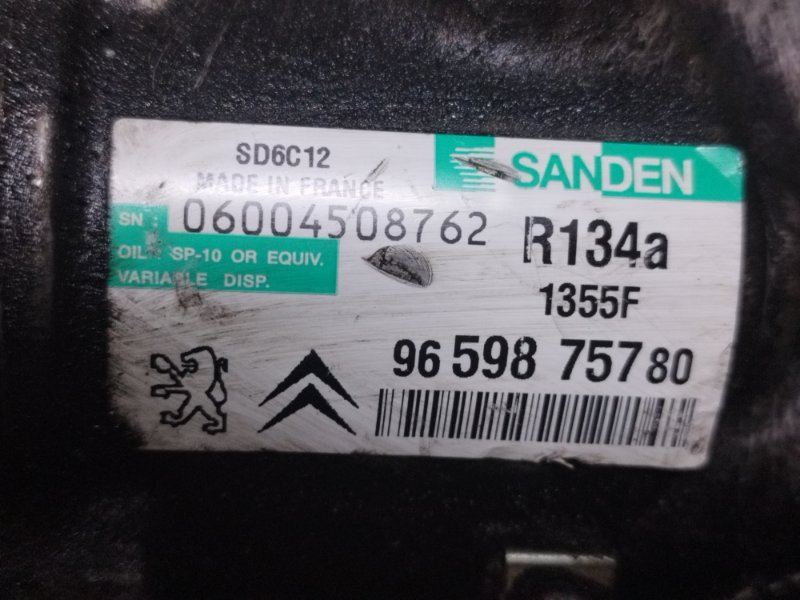 SD6C12
SANDEN
MADE IN FRANCE
SN : 06004508762
R134a
OIL : SP-10 OR EQUIV.
VARIABLE DISP.
1355F
96 598 757 80